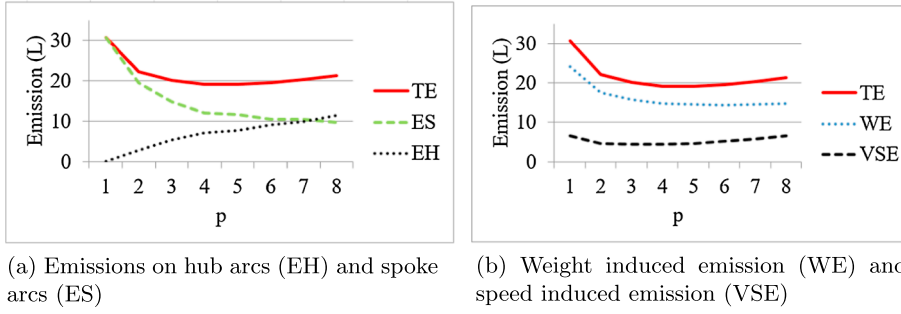 Emission (L)
30
20
10
0
1 2 3 4 5 6 7 8
p
TE
ES
EH
(a) Emissions on hub arcs (EH) and spoke
arcs (ES)
Emission (L)
30
20
10
0
1 2 3 4 5 6 7 8
p
TE
WE
VSE
(b) Weight induced emission (WE) and
speed induced emission (VSE)